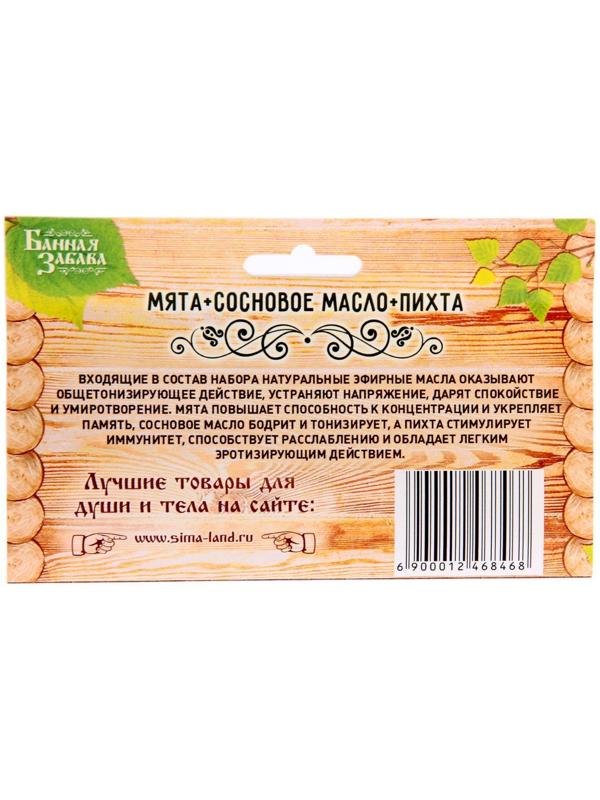 Банная
Забава
МЯТА+СОСНОВОЕ МАСЛО+ПИХТА
ВХОДЯЩИЕ В СОСТАВ НАБОРА НАТУРАЛЬНЫЕ ЭФИРНЫЕ МАСЛА ОКАЗЫВАЮТ
ОБЩЕТОНИЗИРУЮЩЕЕ ДЕЙСТВИЕ, УСТРАНЯЮТ НАПРЯЖЕНИЕ, ДАРЯТ СПОКОЙСТВИЕ
И УМИРОТВОРЕНИЕ. МЯТА ПОВЫШАЕТ СПОСОБНОСТЬ К КОНЦЕНТРАЦИИ И УКРЕПЛЯЕТ
ПАМЯТЬ, СОСНОВОЕ МАСЛО БОДРИТ И ТОНИЗИРУЕТ, А ПИХТА СТИМУЛИРУЕТ
ИММУНИТЕТ, СПОСОБСТВУЕТ РАССЛАБЛЕНИЮ И ОБЛАДАЕТ ЛЕГКИМ
ЭРОТИЗИРУЮЩИМ ДЕЙСТВИЕМ.
Лучшие товары для
души и тела на сайте:
www.sima-land.ru
6 900012 468468